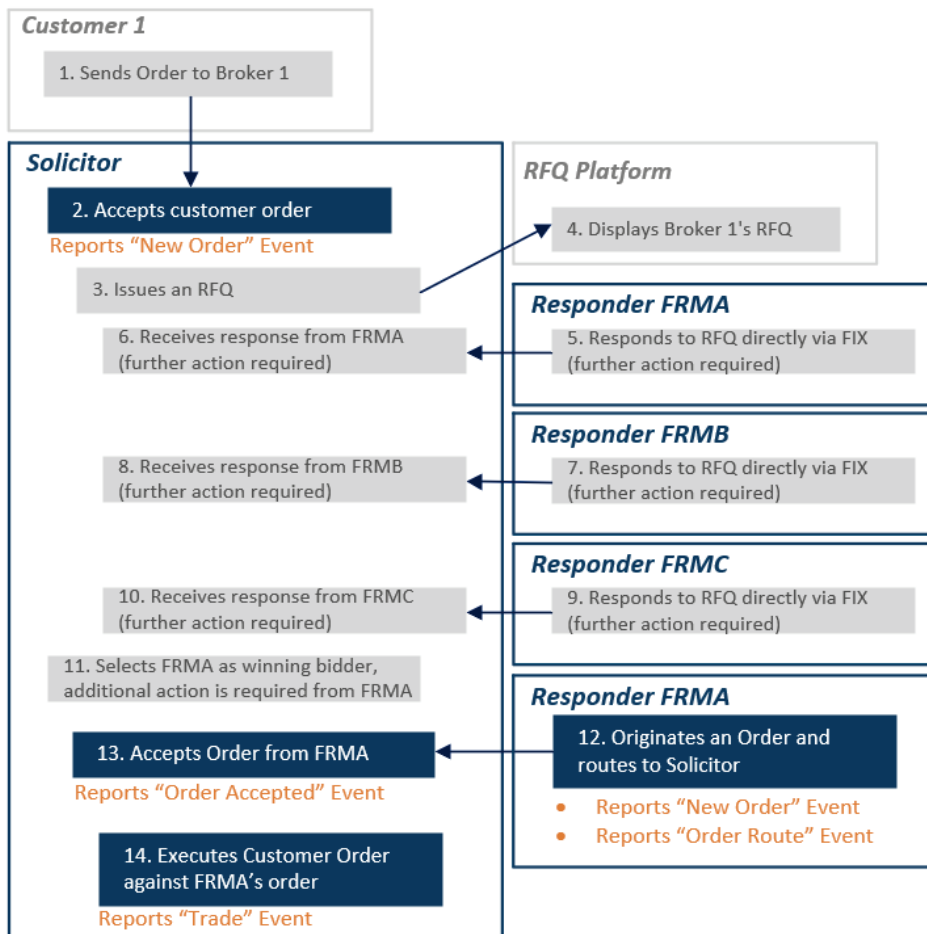 Customer 1
1. Sends Order to Broker 1
Solicitor
2. Accepts customer order
Reports “New Order” Event
3. Issues an RFQ
RFQ Platform
4. Displays Broker 1's RFQ
Responder FRMA
5. Responds to RFQ directly via FIX
(further action required)
6. Receives response from FRMA
(further action required)
Responder FRMB
7. Responds to RFQ directly via FIX
(further action required)
8. Receives response from FRMB
(further action required)
Responder FRMC
9. Responds to RFQ directly via FIX
(further action required)
10. Receives response from FRMC
(further action required)
11. Selects FRMA as winning bidder,
additional action is required from FRMA
Responder FRMA
12. Originates an Order and
routes to Solicitor
• Reports “New Order” Event
• Reports “Order Route” Event
13. Accepts Order from FRMA
Reports “Order Accepted” Event
14. Executes Customer Order
against FRMA’s order
Reports “Trade” Event